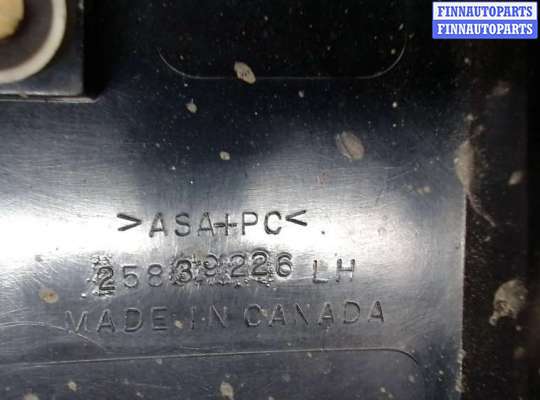 FINNAUTOPARTS
FINNAUTOPARTS
>ASA+PC<
25839226 LH
MADE IN CANADA